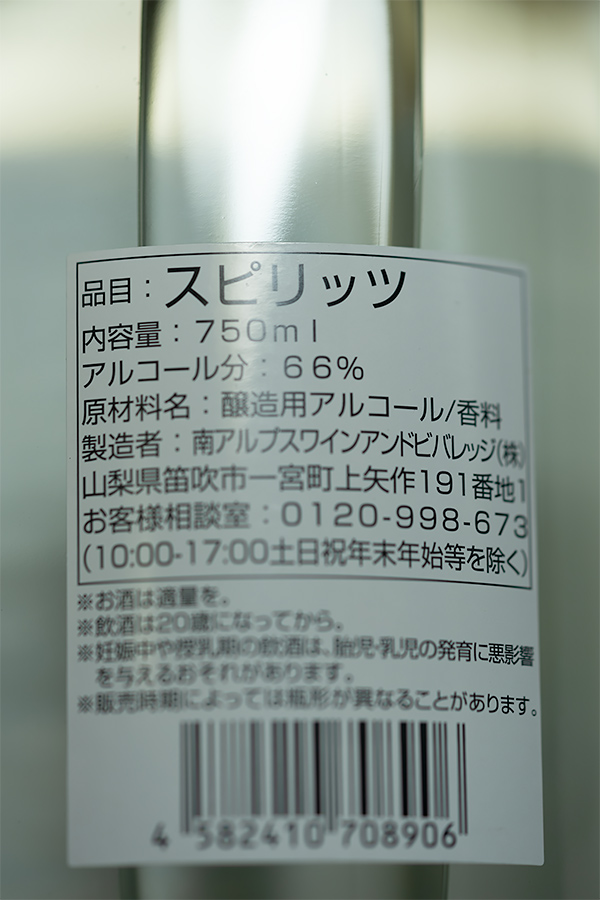 品目：スピリッツ
内容量：750ml
アルコール分：66%
原材料名：醸造用アルコール/香料
製造者：南アルプスワインアンドビバレッジ(株)
山梨県笛吹市一宮町上矢作191番地1
お客様相談室：0120-998-673
(10:00-17:00土日祝年末年始等を除く)
※お酒は適量を。
※飲酒は20歳になってから。
※妊娠中や授乳期の飲酒は、胎児・乳児の発育に悪影響
を与えるおそれがあります。
※販売時期によっては瓶形が異なることがあります。
4 582410 708906